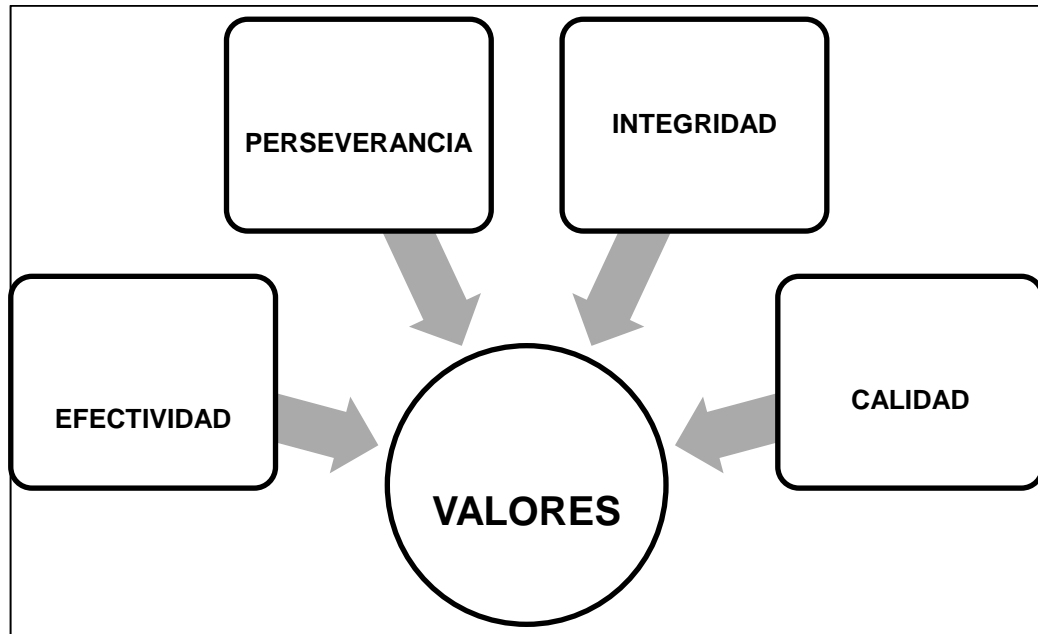 PERSEVERANCIA
INTEGRIDAD
EFECTIVIDAD
CALIDAD
VALORES